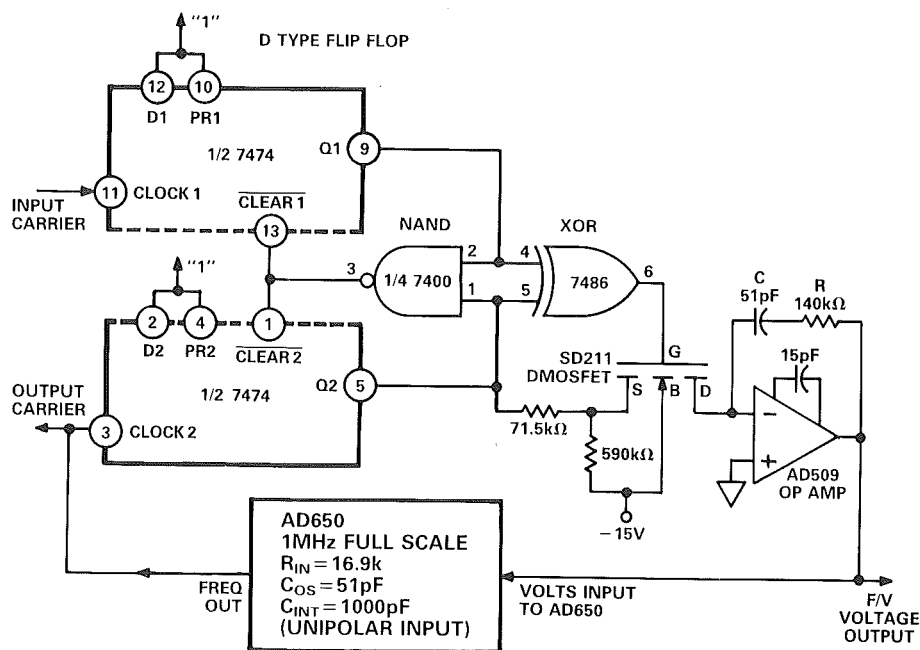 "1"
D TYPE FLIP FLOP
12
10
D1
PR1
1/2 7474
Q1
9
11
CLOCK 1
INPUT
CARRIER
CLEAR 1
13
NAND
XOR
3
2
4
1/4 7400
7486
6
1
5
"1"
2
4
1
D2
PR2
CLEAR 2
1/2 7474
Q2
5
OUTPUT
CARRIER
3
CLOCK 2
C
51pF
R
140kΩ
SD211
DMOSFET
G
S
B
D
15pF
71.5kΩ
590kΩ
–15V
−
+
AD509
OP AMP
AD650
1MHz FULL SCALE
RIN = 16.9k
COS = 51pF
CINT = 1000pF
(UNIPOLAR INPUT)
FREQ
OUT
VOLTS INPUT
TO AD650
F/V
VOLTAGE
OUTPUT